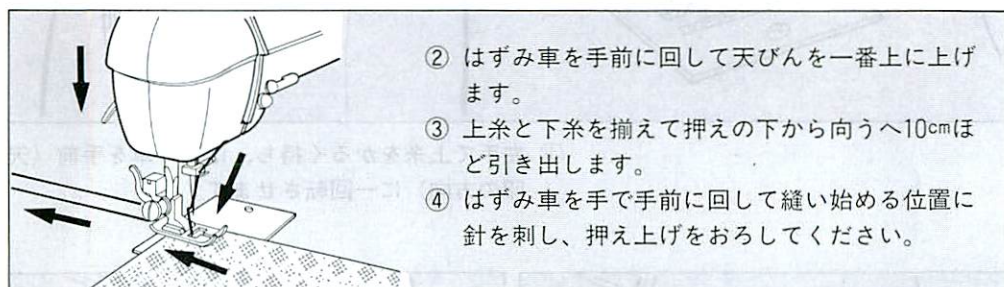 ② はずみ車を手前に回して天びんを一番上に上げ
ます。
③ 上糸と下糸を揃えて押えの下から向うへ10cmほ
ど引き出します。
④ はずみ車を手で手前に回して縫い始める位置に
針を刺し、押え上げをおろしてください。